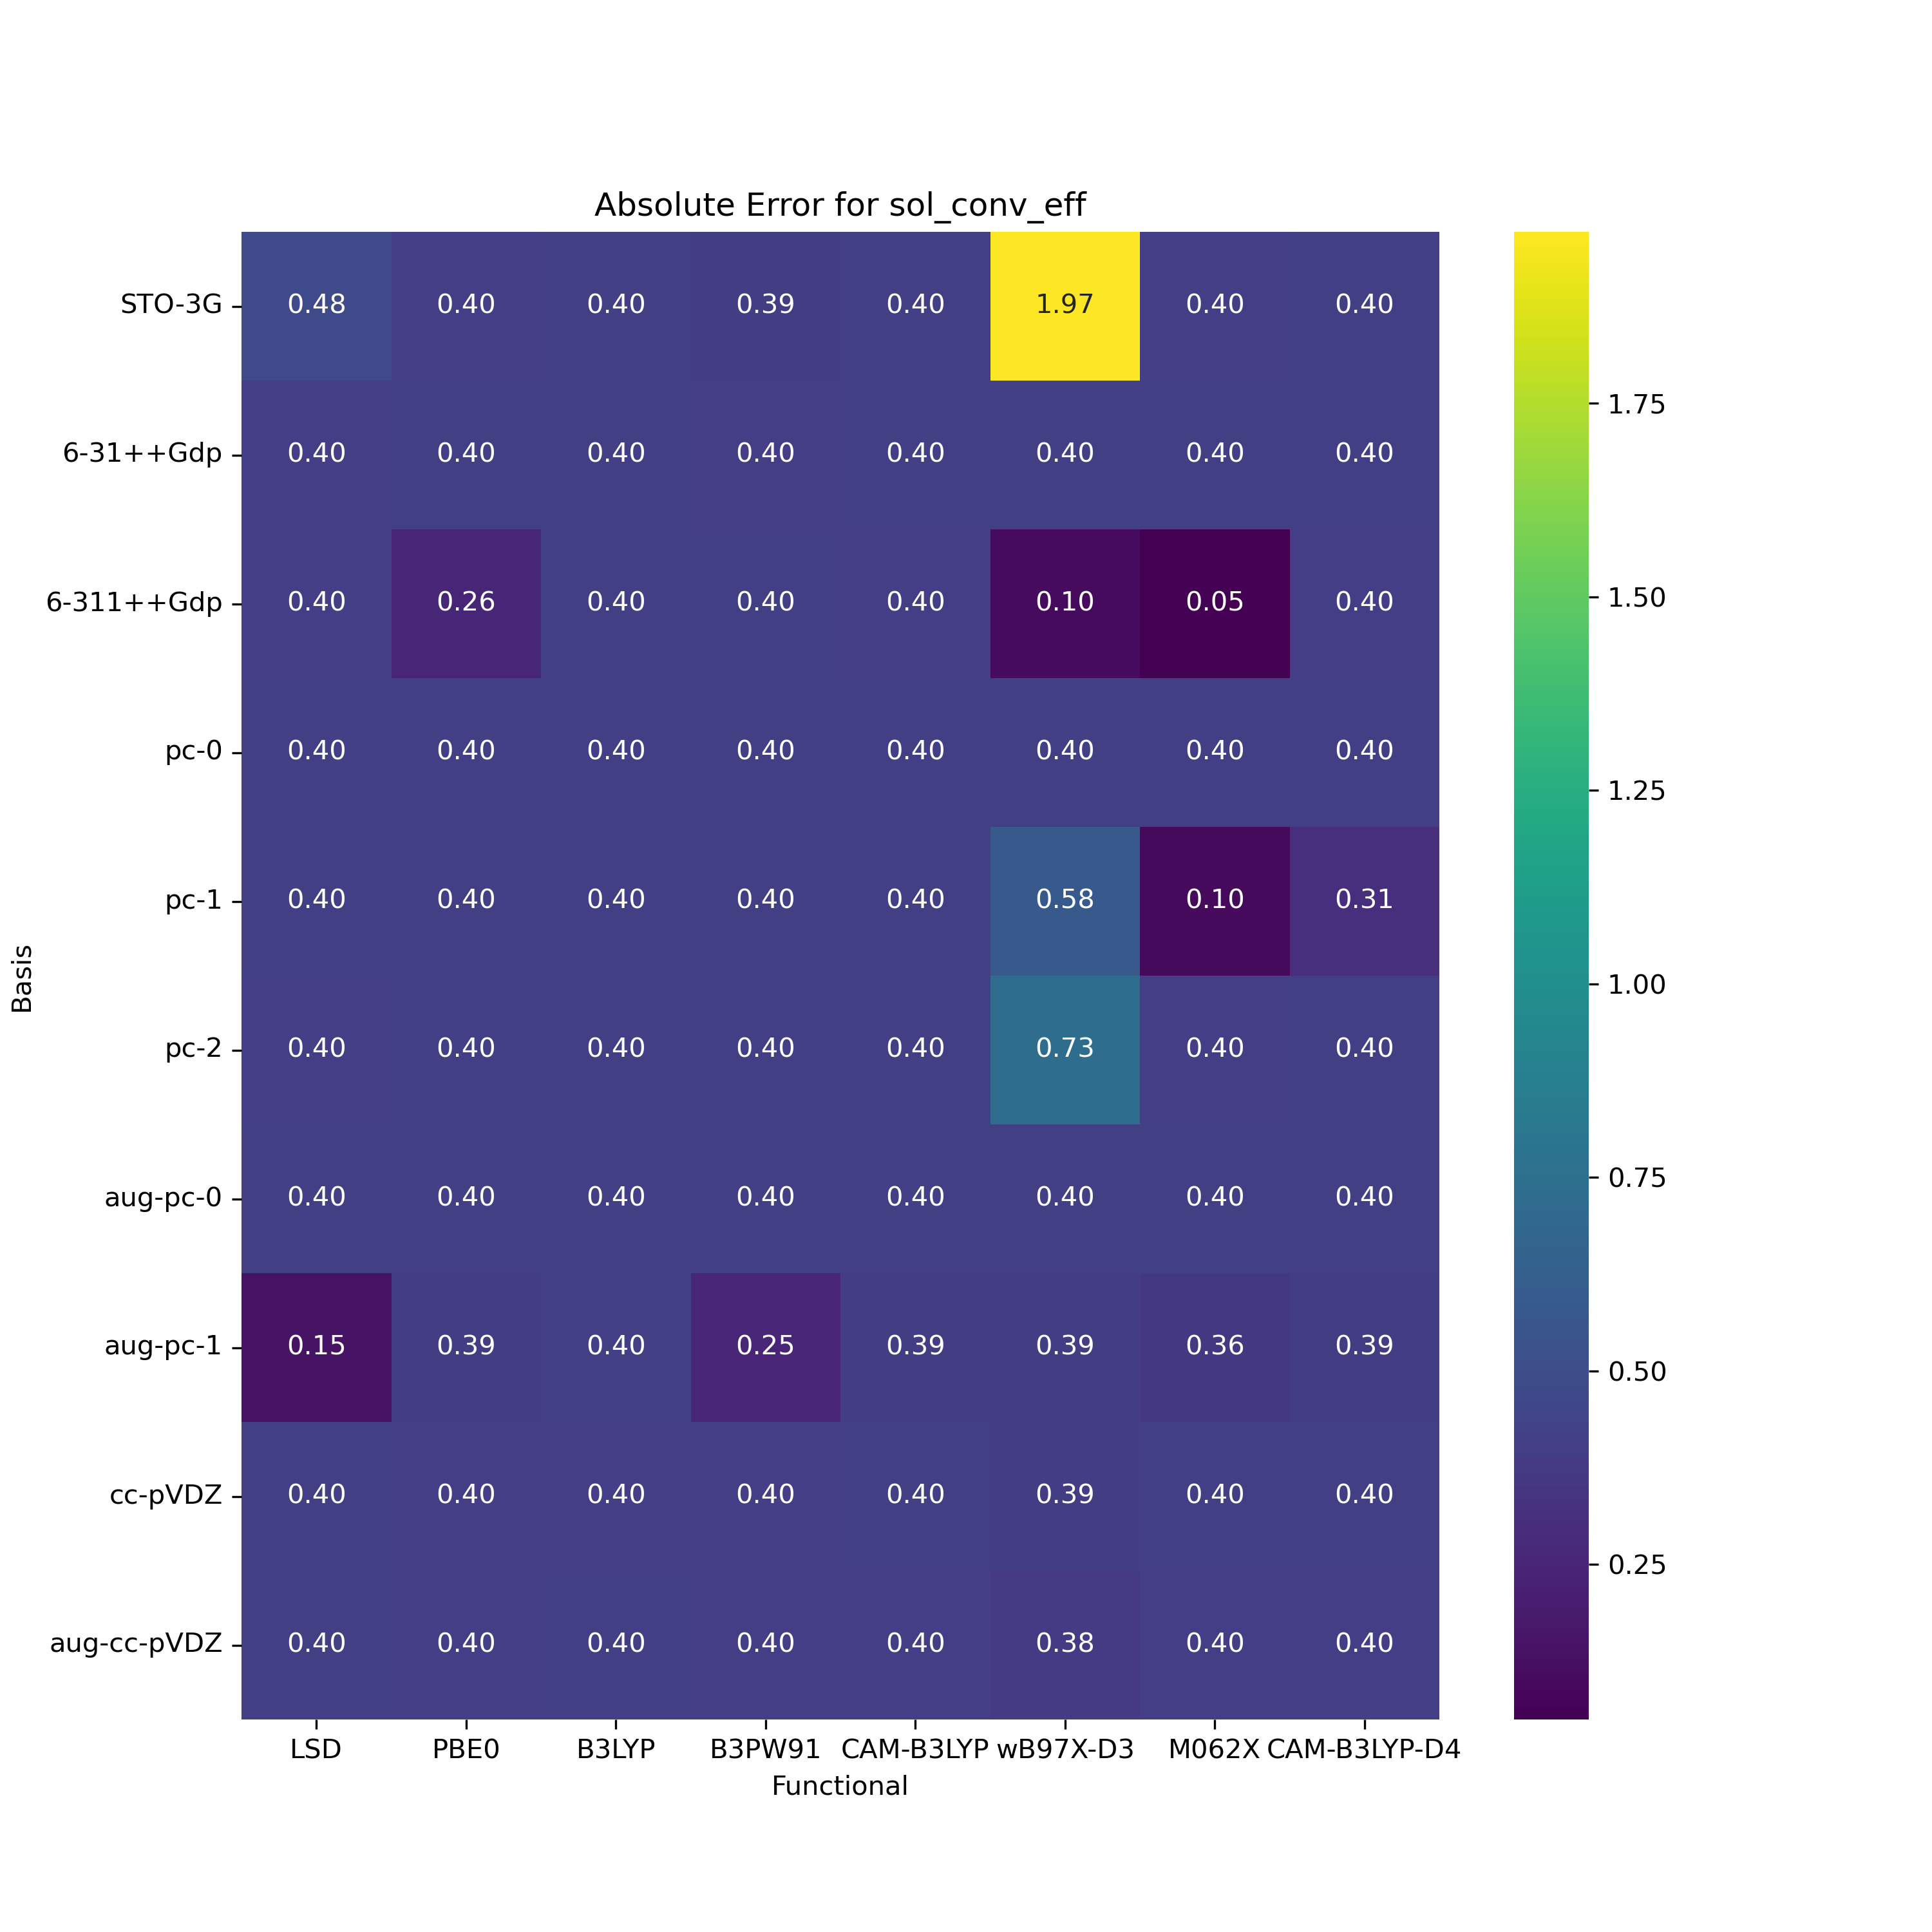 Absolute Error for sol_conv_eff
STO-3G 0.48 0.40 0.40 0.39 0.40 1.97 0.40 0.40
6-31++Gdp 0.40 0.40 0.40 0.40 0.40 0.40 0.40 0.40
6-311++Gdp 0.40 0.26 0.40 0.40 0.40 0.10 0.05 0.40
pc-0 0.40 0.40 0.40 0.40 0.40 0.40 0.40 0.40
pc-1 0.40 0.40 0.40 0.40 0.40 0.58 0.10 0.31
pc-2 0.40 0.40 0.40 0.40 0.40 0.73 0.40 0.40
aug-pc-0 0.40 0.40 0.40 0.40 0.40 0.40 0.40 0.40
aug-pc-1 0.15 0.39 0.40 0.25 0.39 0.39 0.36 0.39
cc-pVDZ 0.40 0.40 0.40 0.40 0.40 0.39 0.40 0.40
aug-cc-pVDZ 0.40 0.40 0.40 0.40 0.40 0.38 0.40 0.40
LSD PBE0 B3LYP B3PW91 CAM-B3LYP wB97X-D3 M062X CAM-B3LYP-D4
Functional
Basis
1.75
1.50
1.25
1.00
0.75
0.50
0.25